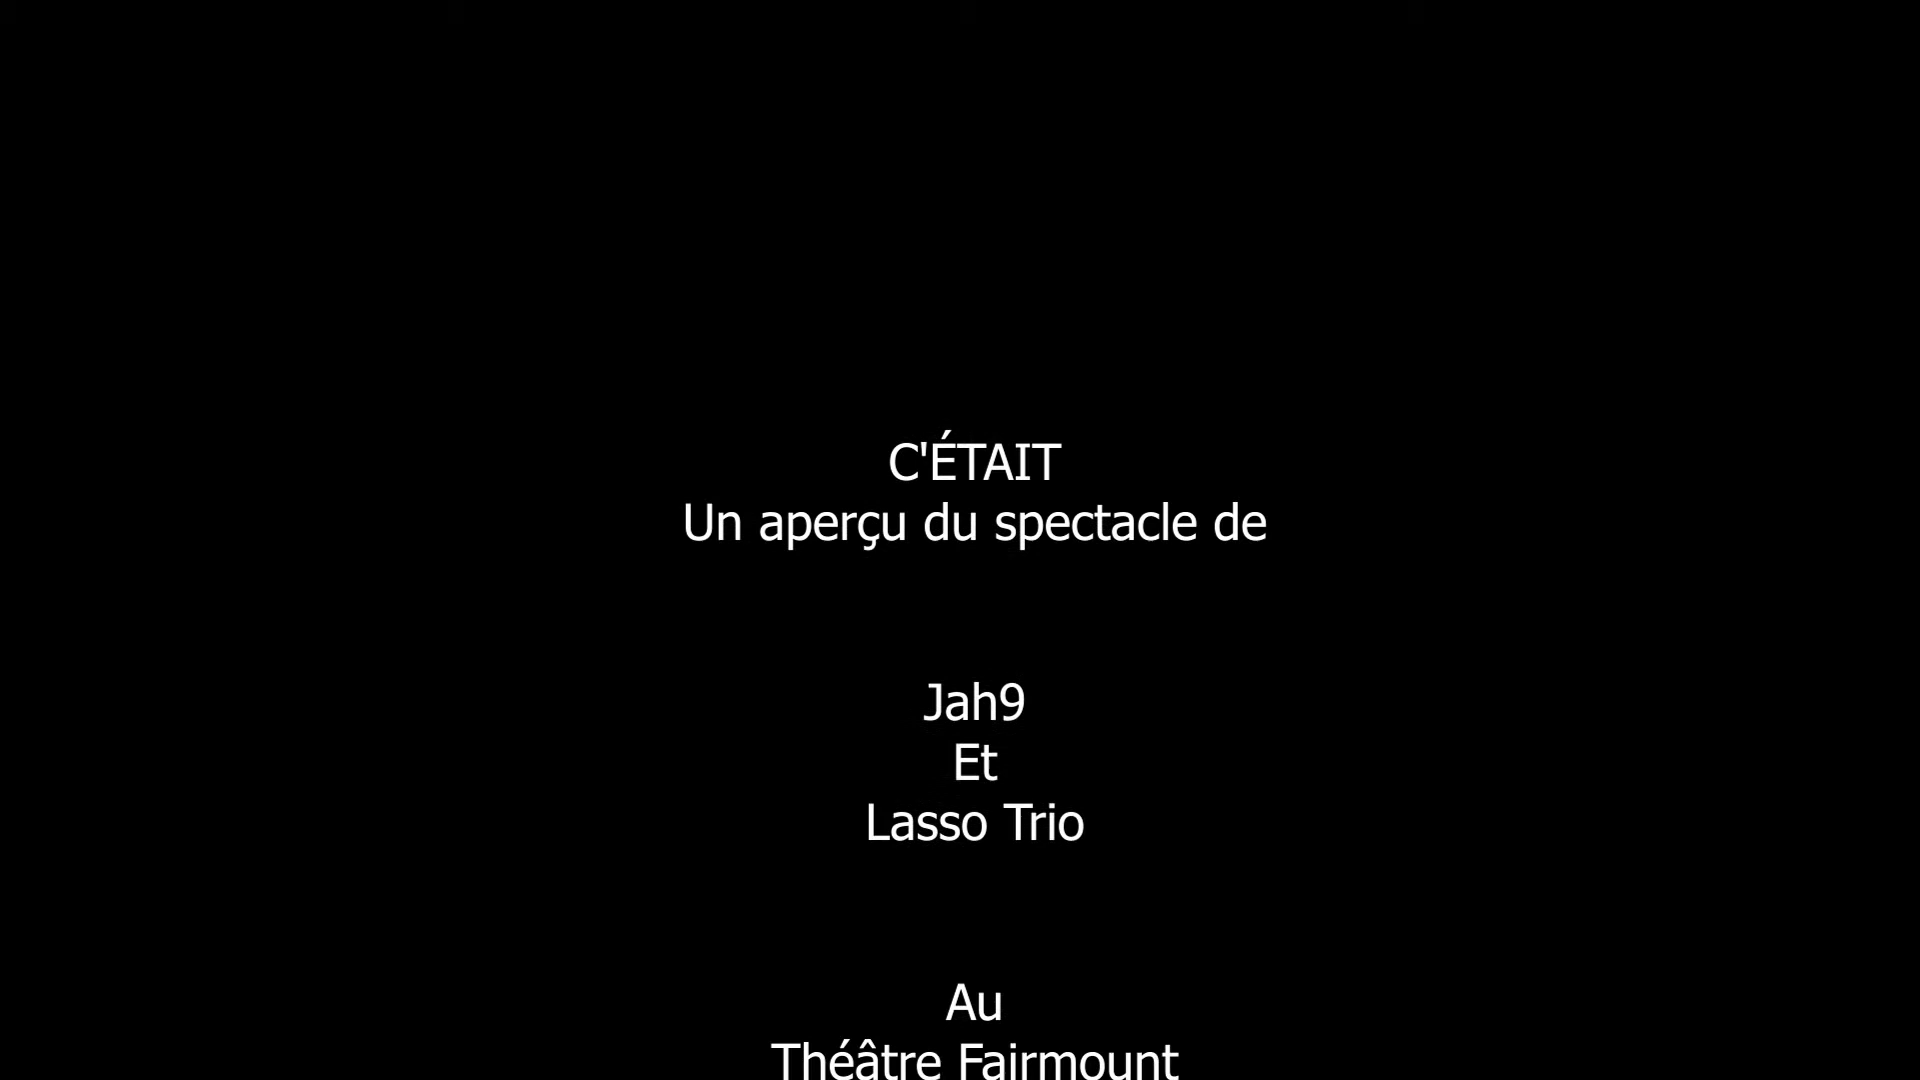 C'ÉTAIT
Un aperçu du spectacle de
Jah9
Et
Lasso Trio
Au
Théâtre Fairmount